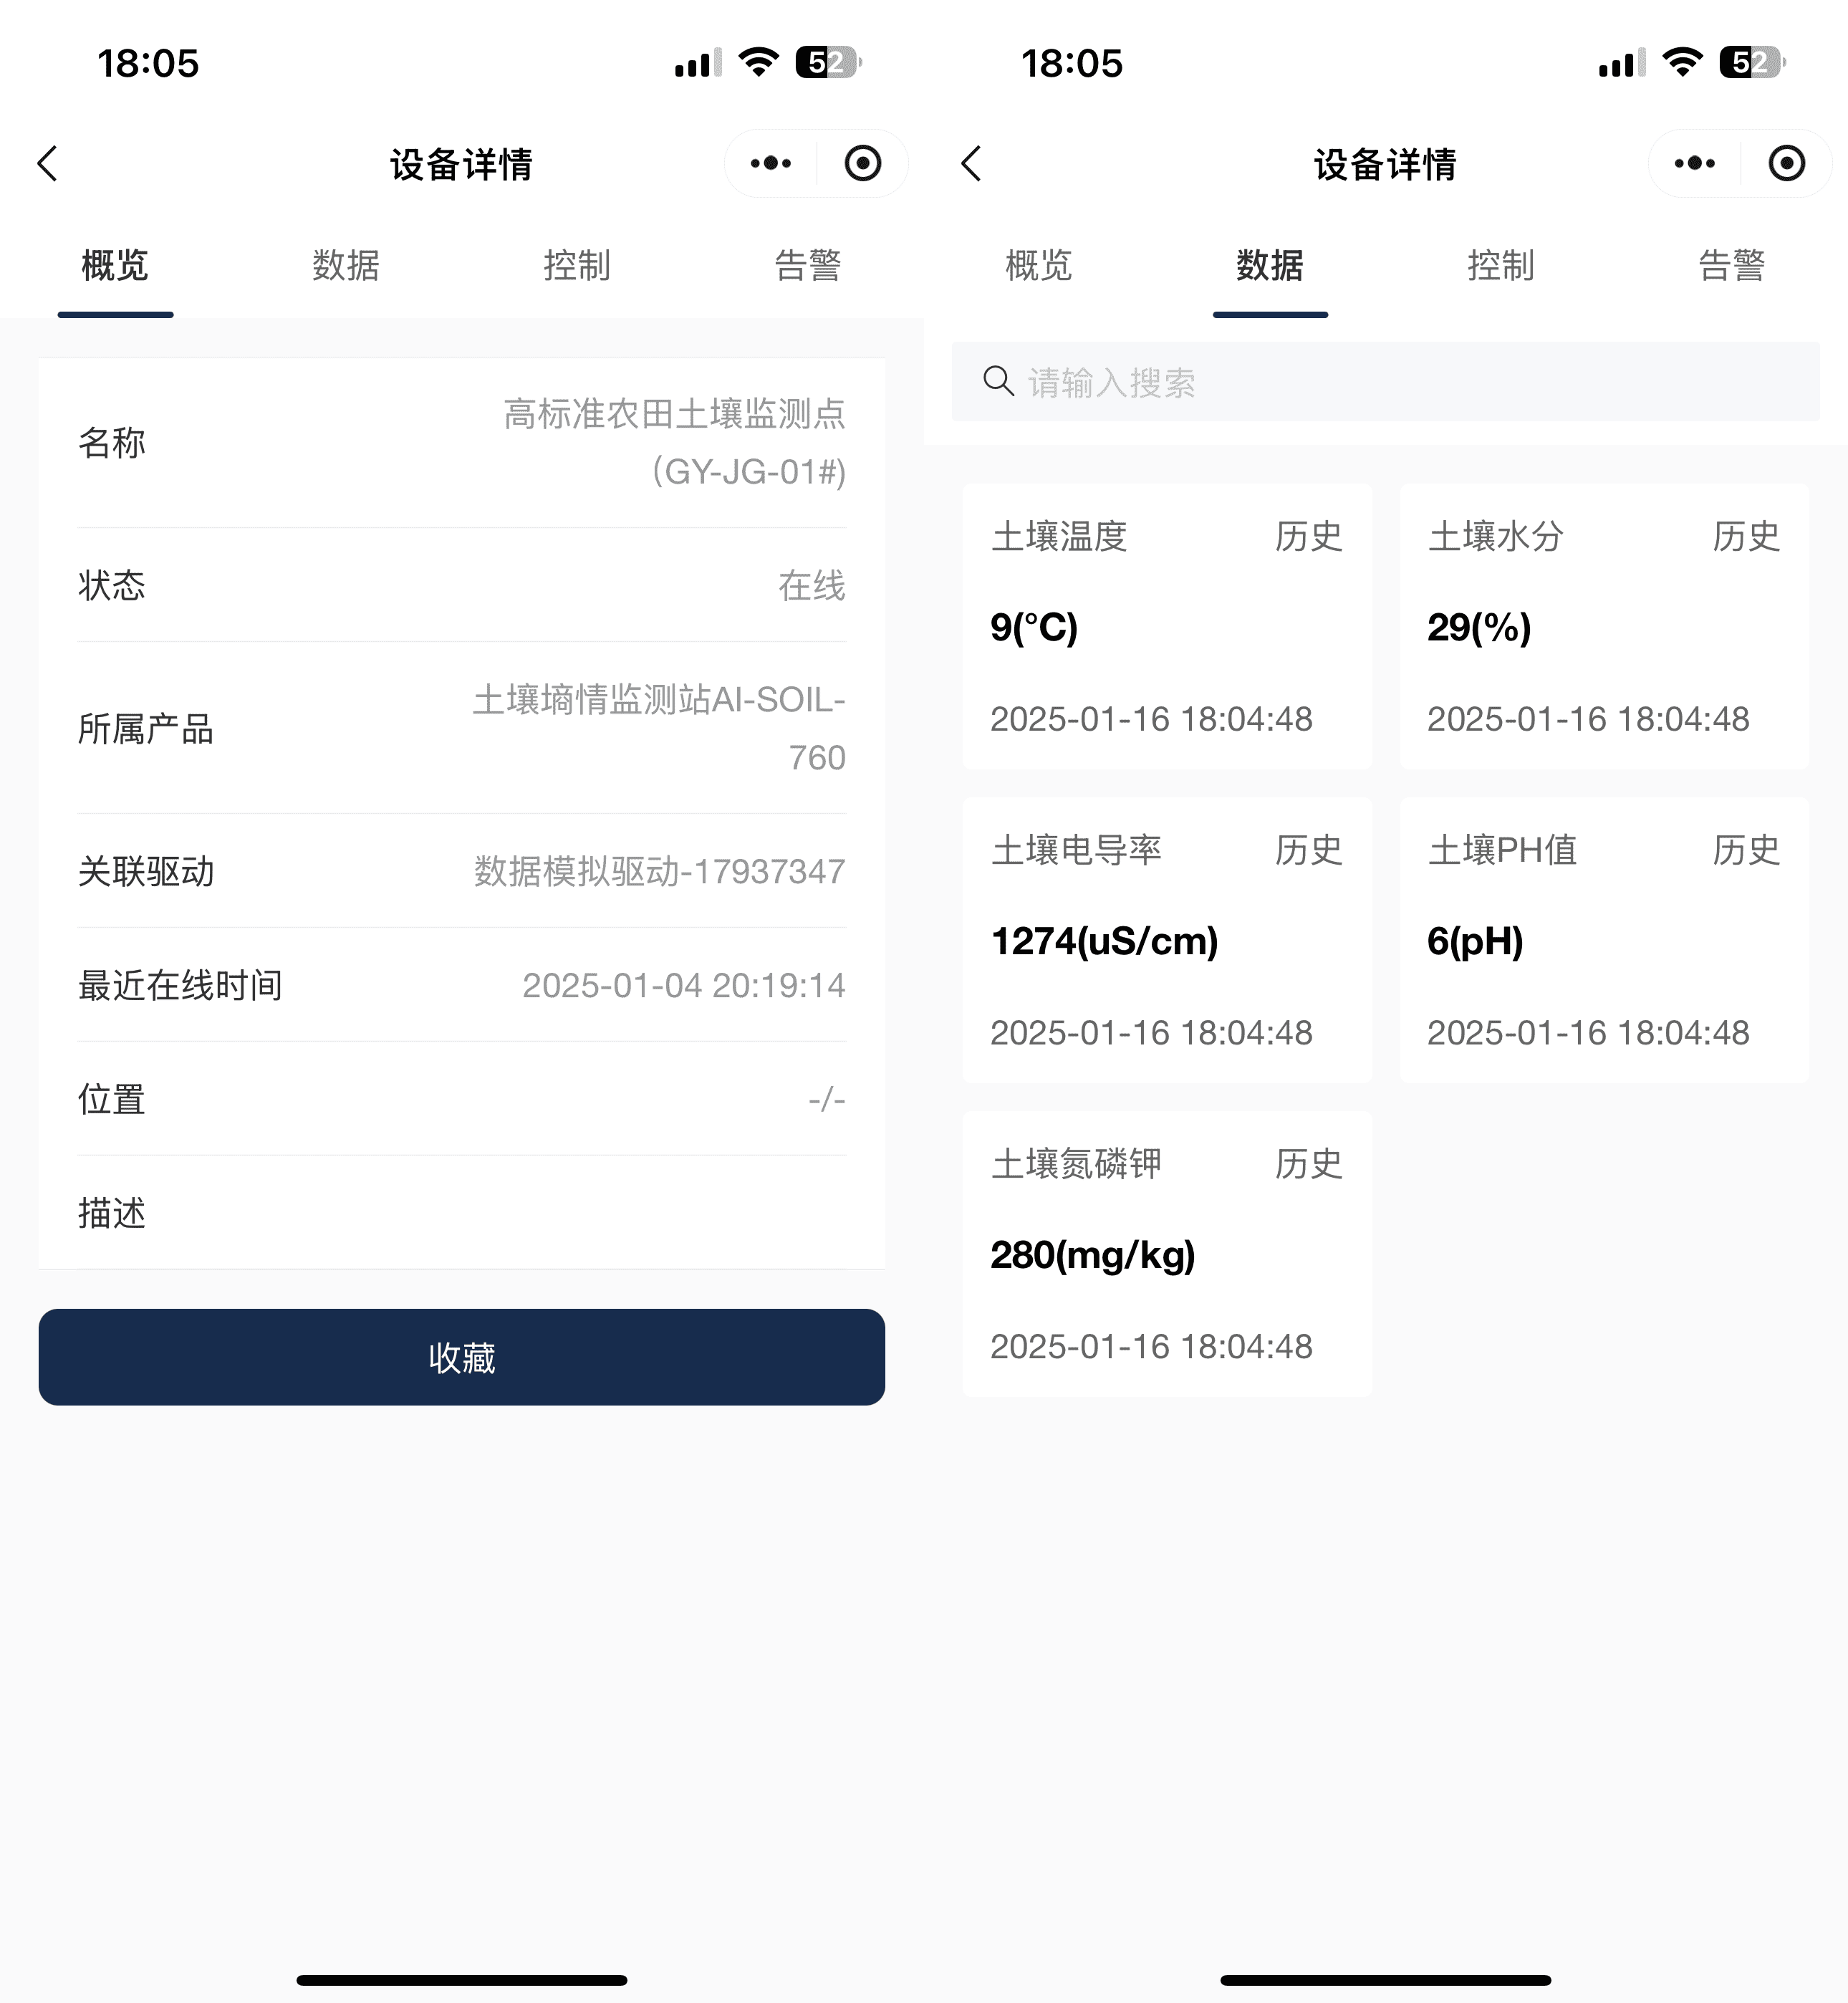 18:05
52
设备详情
概览
数据
控制
告警
名称
高标准农田土壤监测点
（GY-JG-01#)
状态
在线
所属产品
土壤墒情监测站AI-SOIL-
760
关联驱动
数据模拟驱动-17937347
最近在线时间
2025-01-04 20:19:14
位置
-/-
描述
收藏
18:05
52
设备详情
概览
数据
控制
告警
请输入搜索
土壤温度
历史
9(°C)
2025-01-16 18:04:48
土壤水分
历史
29(%)
2025-01-16 18:04:48
土壤电导率
历史
1274(uS/cm)
2025-01-16 18:04:48
土壤PH值
历史
6(pH)
2025-01-16 18:04:48
土壤氮磷钾
历史
280(mg/kg)
2025-01-16 18:04:48